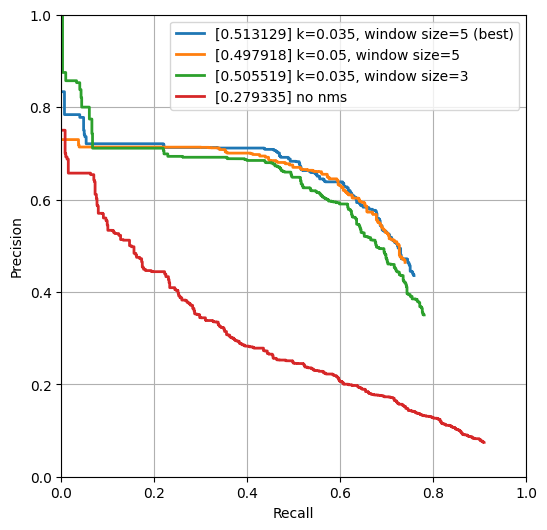 [0.513129] k=0.035, window size=5 (best)
[0.497918] k=0.05, window size=5
[0.505519] k=0.035, window size=3
[0.279335] no nms
1.0
0.8
0.6
0.4
0.2
0.0
Precision
0.0 0.2 0.4 0.6 0.8 1.0
Recall